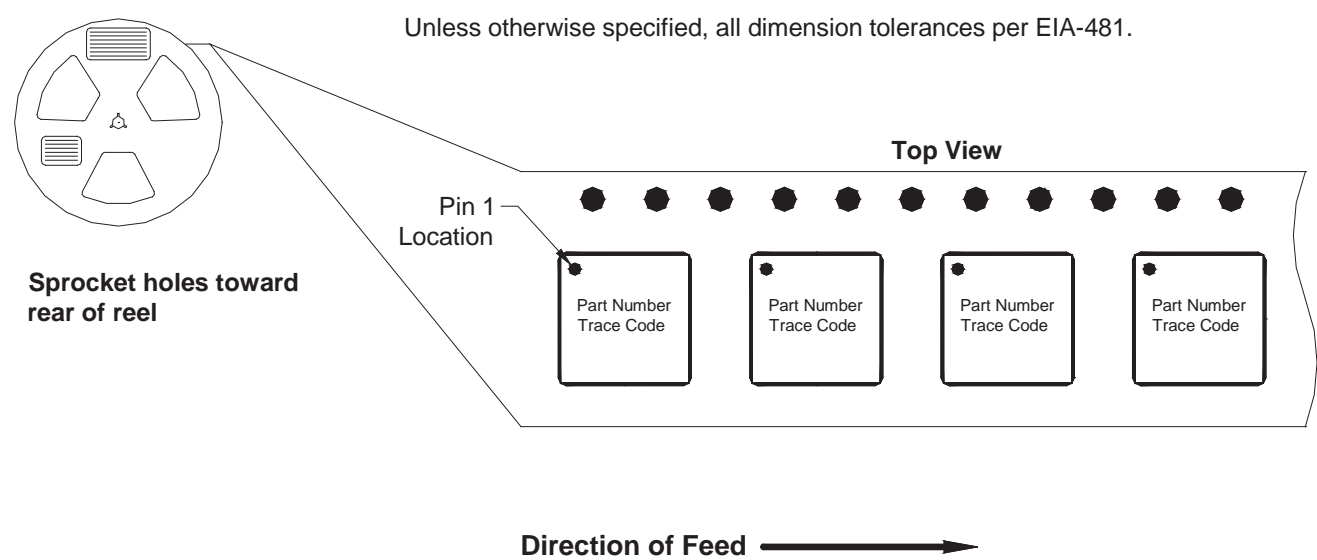 Unless otherwise specified, all dimension tolerances per EIA-481.
Top View
Pin 1
Location
Sprocket holes toward
rear of reel
Part Number
Trace Code
Part Number
Trace Code
Part Number
Trace Code
Part Number
Trace Code
Direction of Feed